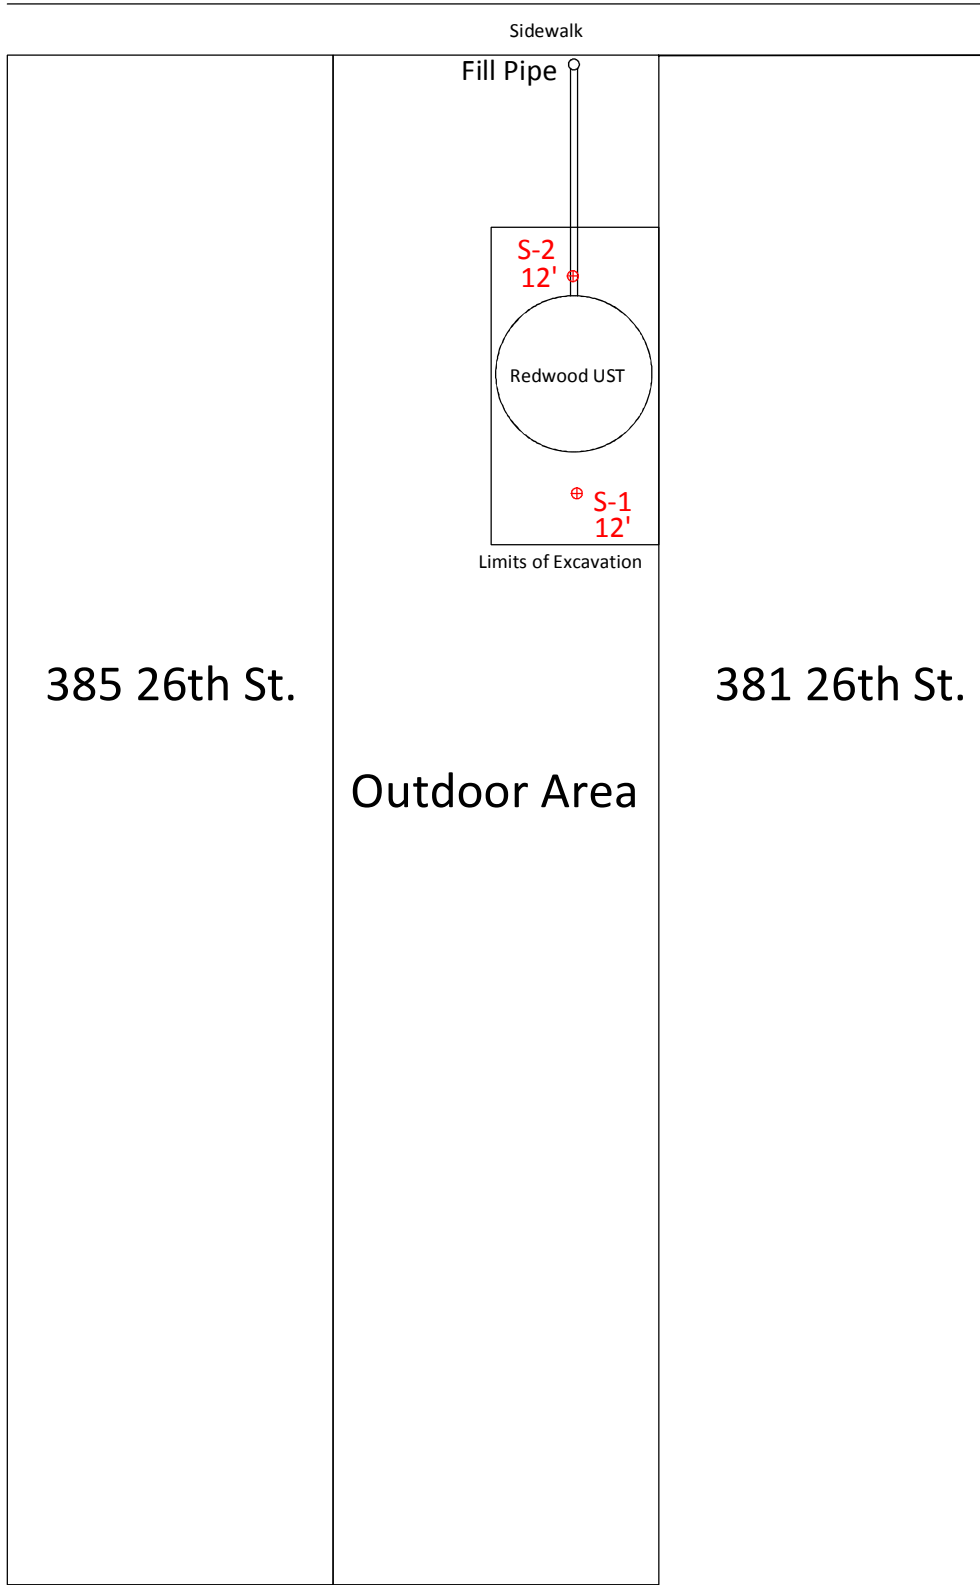 Sidewalk
Fill Pipe
S-2
12'
Redwood UST
S-1
12'
Limits of Excavation
385 26th St.
381 26th St.
Outdoor Area